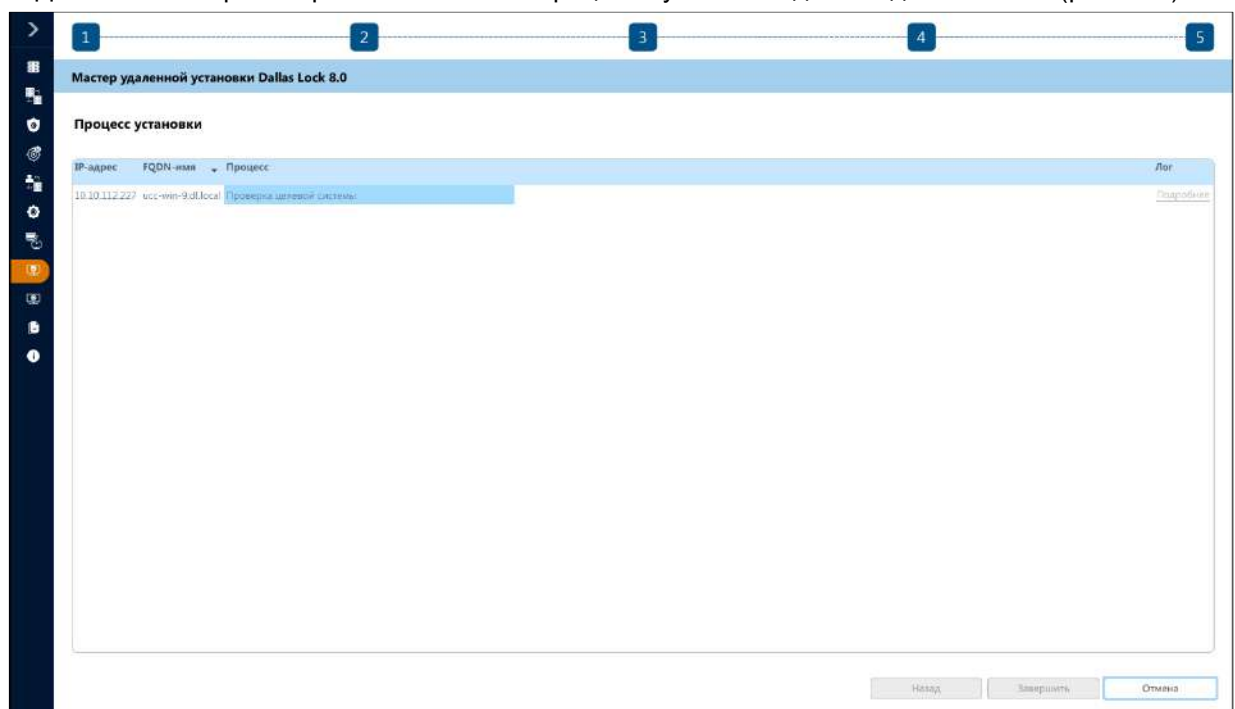 1 2 3 4 5
Мастер удаленной установки Dallas Lock 8.0
Процесс установки
IP-адрес FQDN-имя Процесс Лог
10.10.112.227 ucc-win-9.dl.local Проверка целевой системы Подробнее
Назад Завершить Отмена